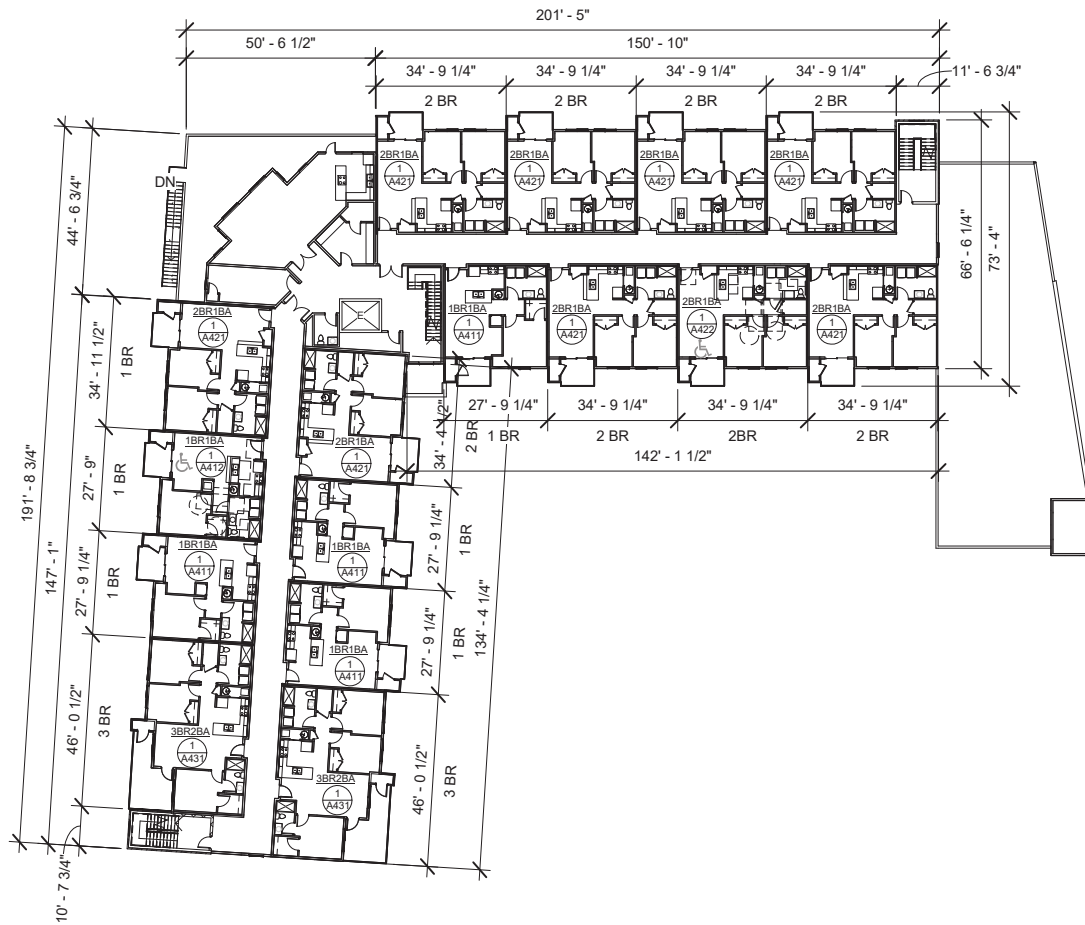 201' - 5"
50' - 6 1/2"
150' - 10"
34' - 9 1/4"
34' - 9 1/4"
34' - 9 1/4"
34' - 9 1/4"
11' - 6 3/4"
2 BR
2 BR
2 BR
2 BR
2BR1BA
1
A421
2BR1BA
1
A421
2BR1BA
1
A421
2BR1BA
1
A421
DN
66' - 6 1/4"
73' - 4"
44' - 6 3/4"
E
1BR1BA
1
A411
2BR1BA
1
A421
2BR1BA
1
A422
2BR1BA
1
A421
27' - 9 1/4"
34' - 9 1/4"
34' - 9 1/4"
34' - 9 1/4"
1 BR
2 BR
2BR
2 BR
142' - 1 1/2"
191' - 8 3/4"
147' - 1"
34' - 11 1/2"
1 BR
27' - 9"
1 BR
27' - 9 1/4"
1 BR
46' - 0 1/2"
3 BR
10' - 7 3/4"
2BR1BA
1
A421
1BR1BA
1
A412
1BR1BA
1
A411
3BR2BA
1
A431
2BR1BA
1
A421
1BR1BA
1
A411
1BR1BA
1
A411
3BR2BA
1
A431
34' - 4 1/2"
2 BR
27' - 9 1/4"
1 BR
27' - 9 1/4"
1 BR
134' - 4 1/4"
46' - 0 1/2"
3 BR